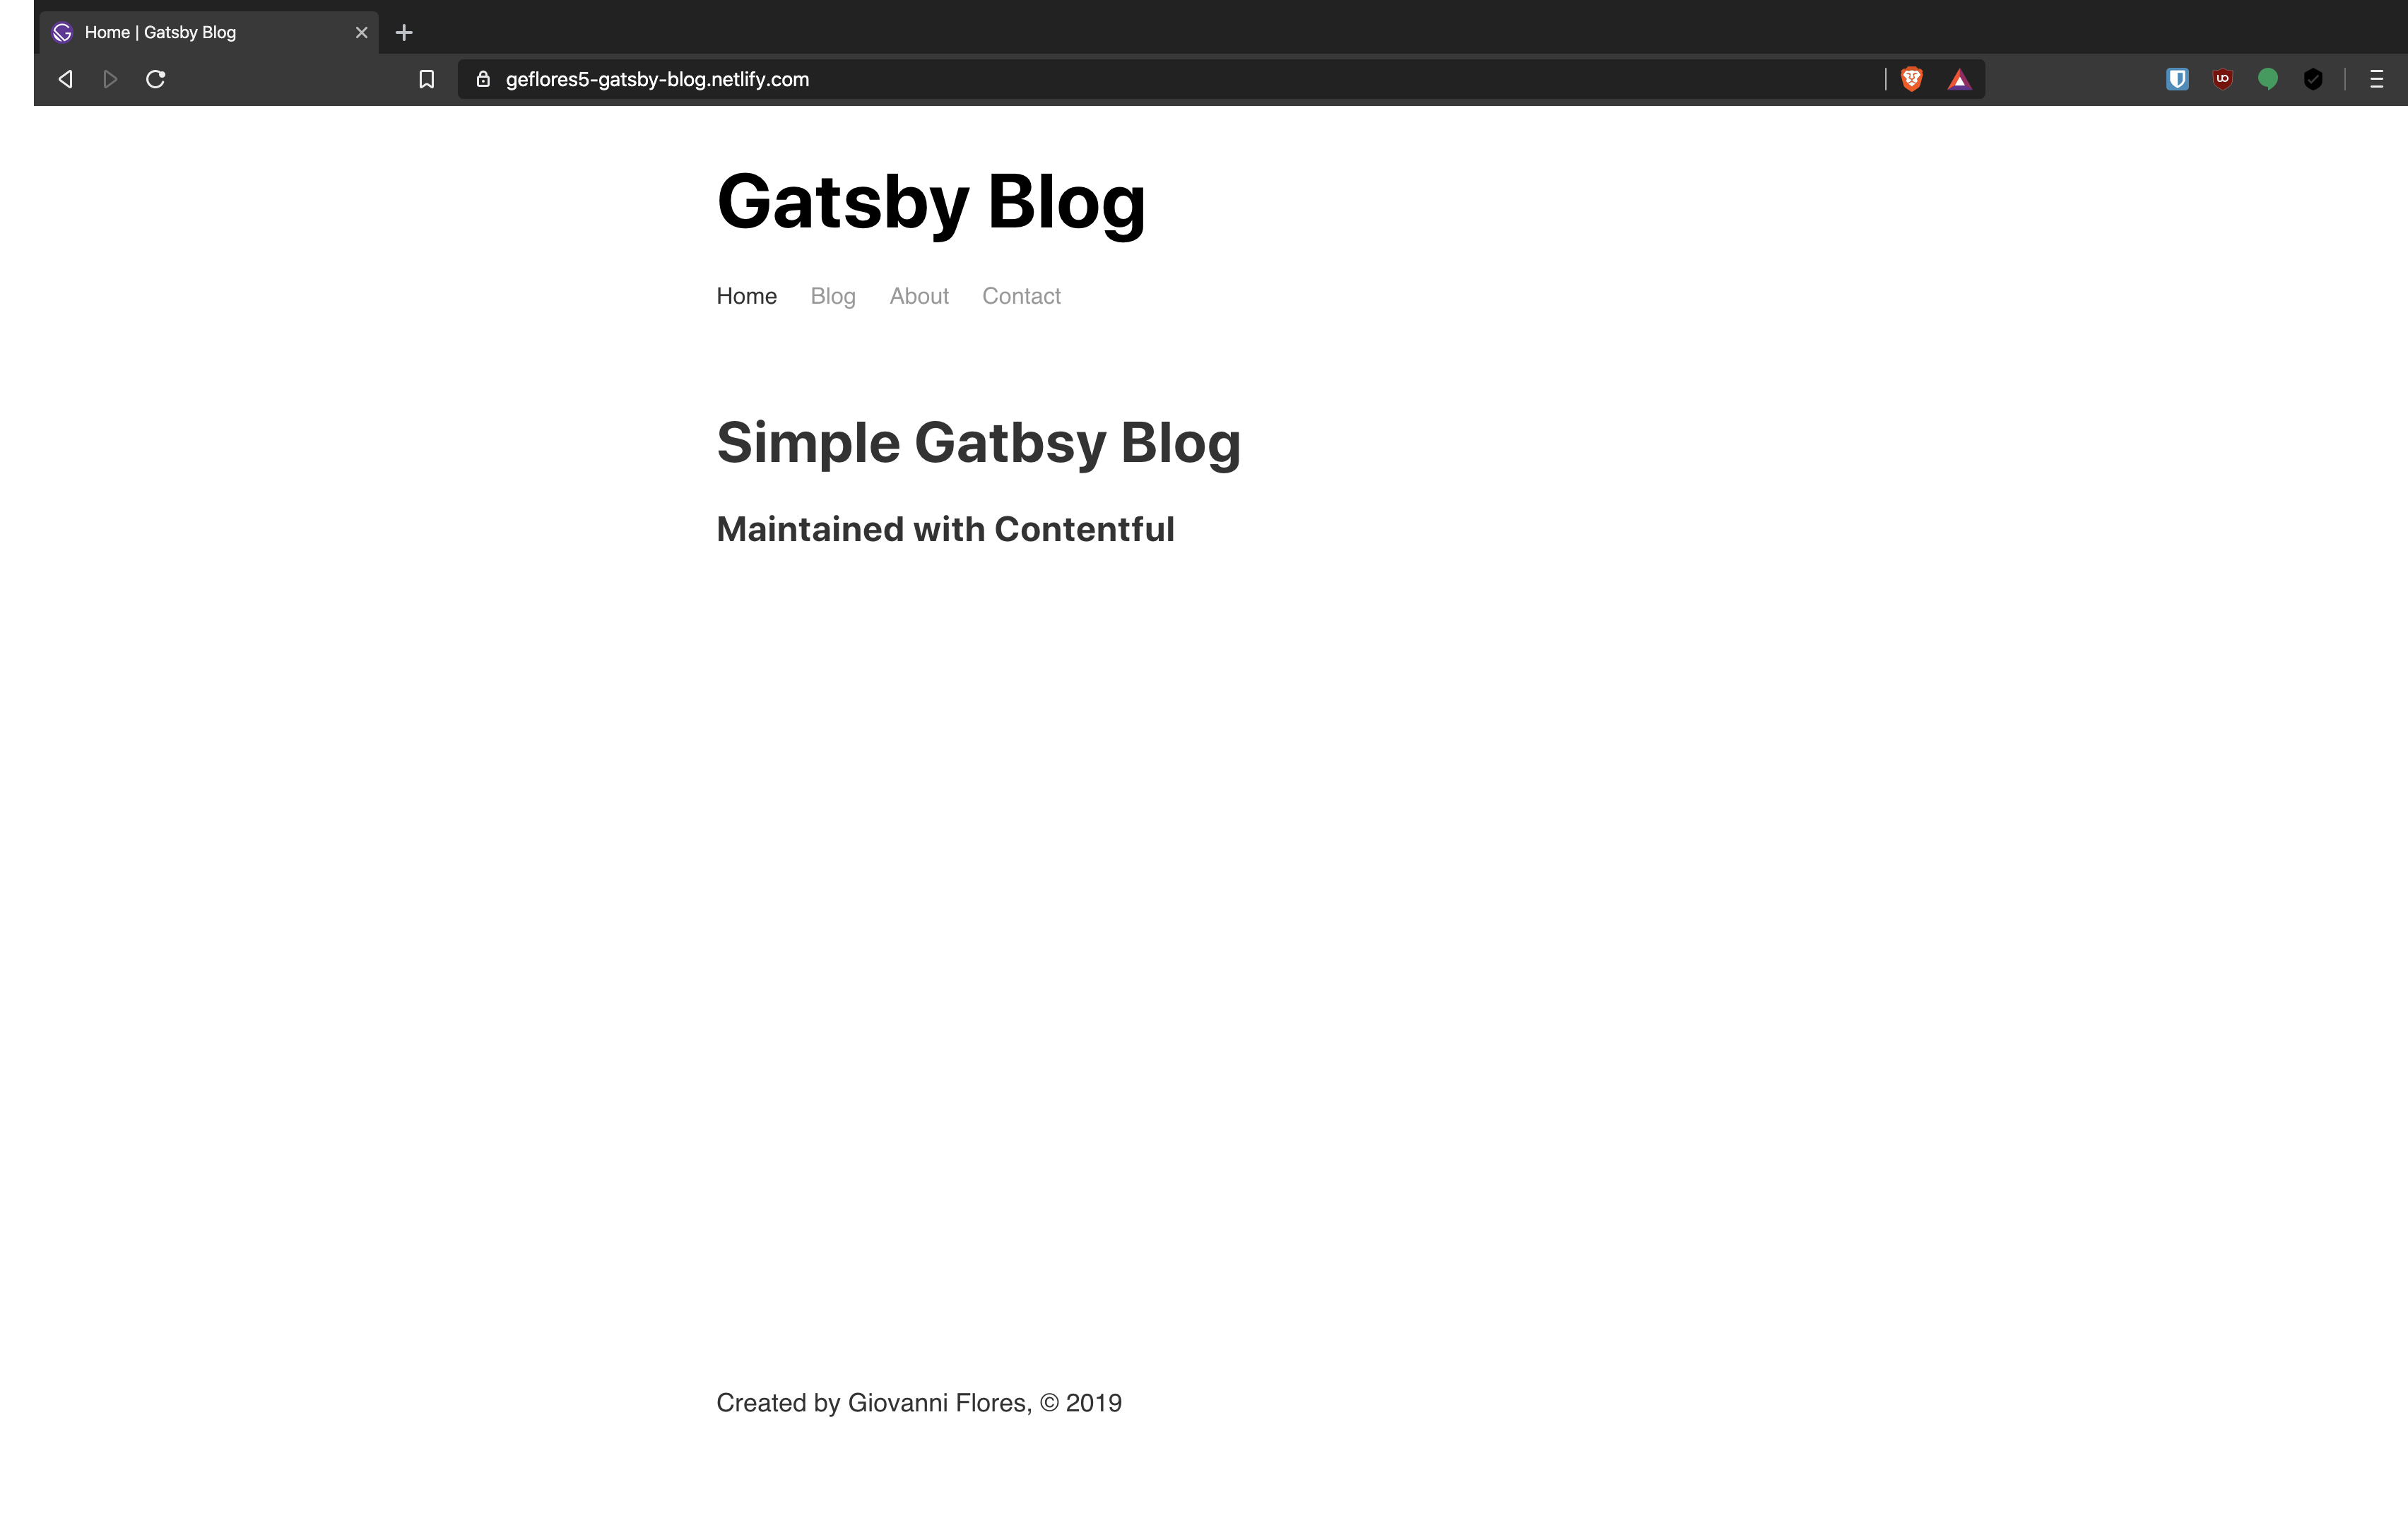 Home | Gatsby Blog
geflores5-gatsby-blog.netlify.com
Gatsby Blog
Home Blog About Contact
Simple Gatbsy Blog
Maintained with Contentful
Created by Giovanni Flores, © 2019